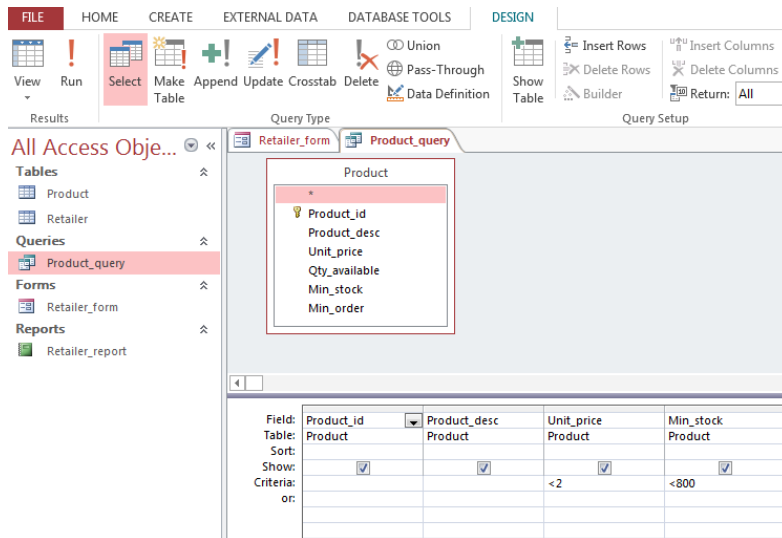 FILE HOME CREATE EXTERNAL DATA DATABASE TOOLS DESIGN
View Run Select Make Table Append Update Crosstab Delete
Union
Pass-Through
Data Definition
Show Table
Insert Rows
Delete Rows
Builder
Insert Columns
Delete Columns
Return: All
Results Query Type Query Setup
All Access Obje... «
Tables
Product
Retailer
Queries
Product_query
Forms
Retailer_form
Reports
Retailer_report
Retailer_form Product_query
Product
*
Product_id
Product_desc
Unit_price
Qty_available
Min_stock
Min_order
Field: Product_id Product_desc Unit_price Min_stock
Table: Product Product Product Product
Sort:
Show:
Criteria: <2 <800
or: